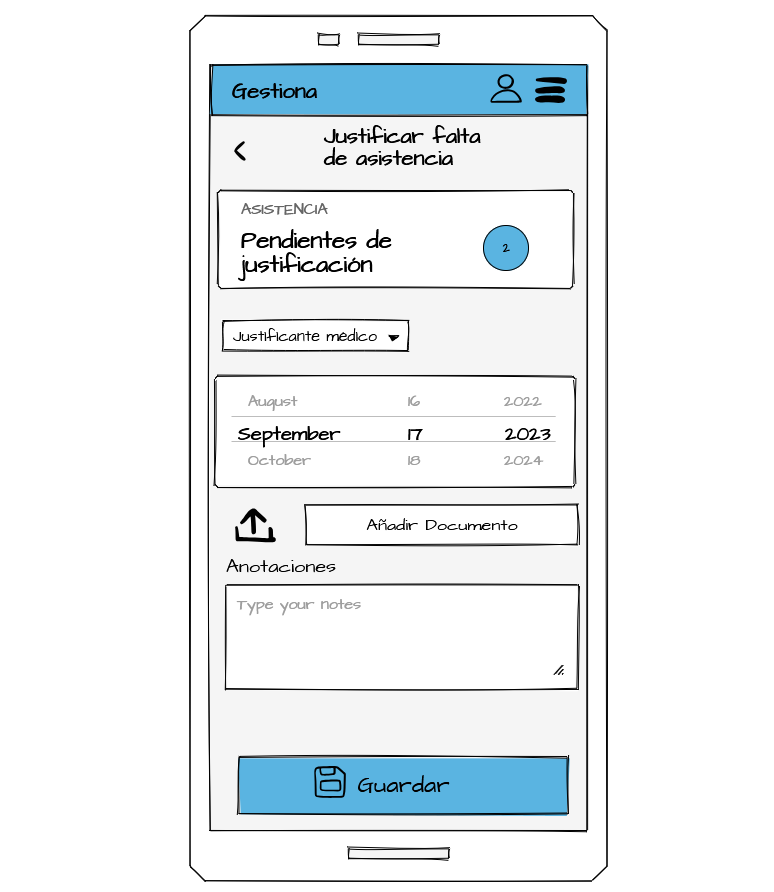 Gestiona
Justificar falta
de asistencia
ASISTENCIA
Pendientes de
justificación
2
Justificante médico
August 16 2022
September 17 2023
October 18 2024
Añadir Documento
Anotaciones
Type your notes
Guardar